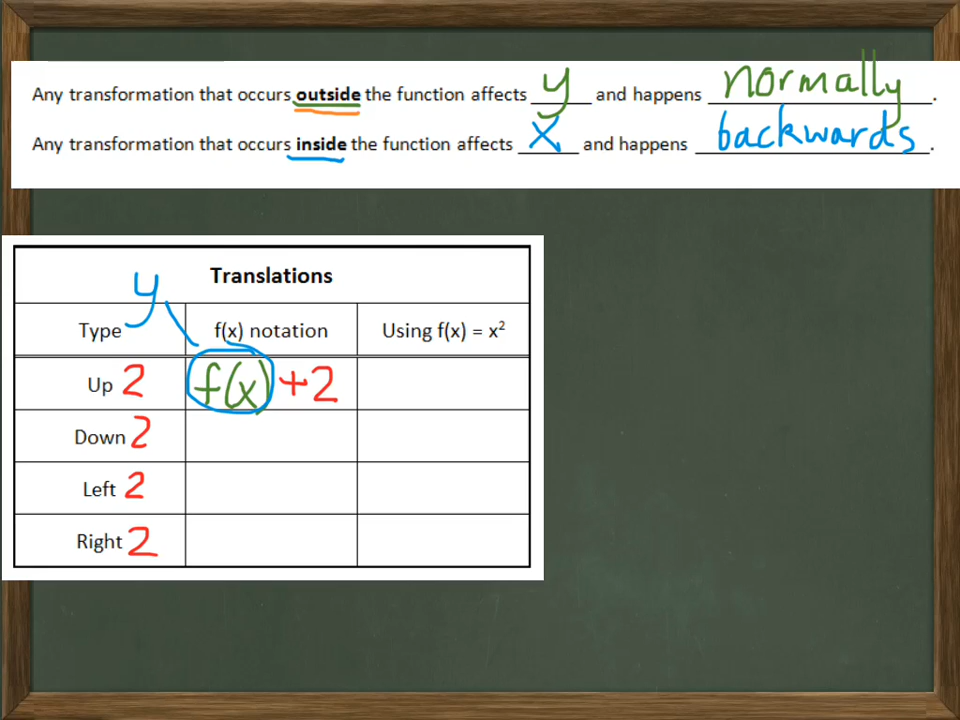 Any transformation that occurs outside the function affects y and happens normally.
Any transformation that occurs inside the function affects x and happens backwards.
Translations
y
Type f(x) notation Using f(x) = x²
Up 2 f(x) +2
Down 2
Left 2
Right 2